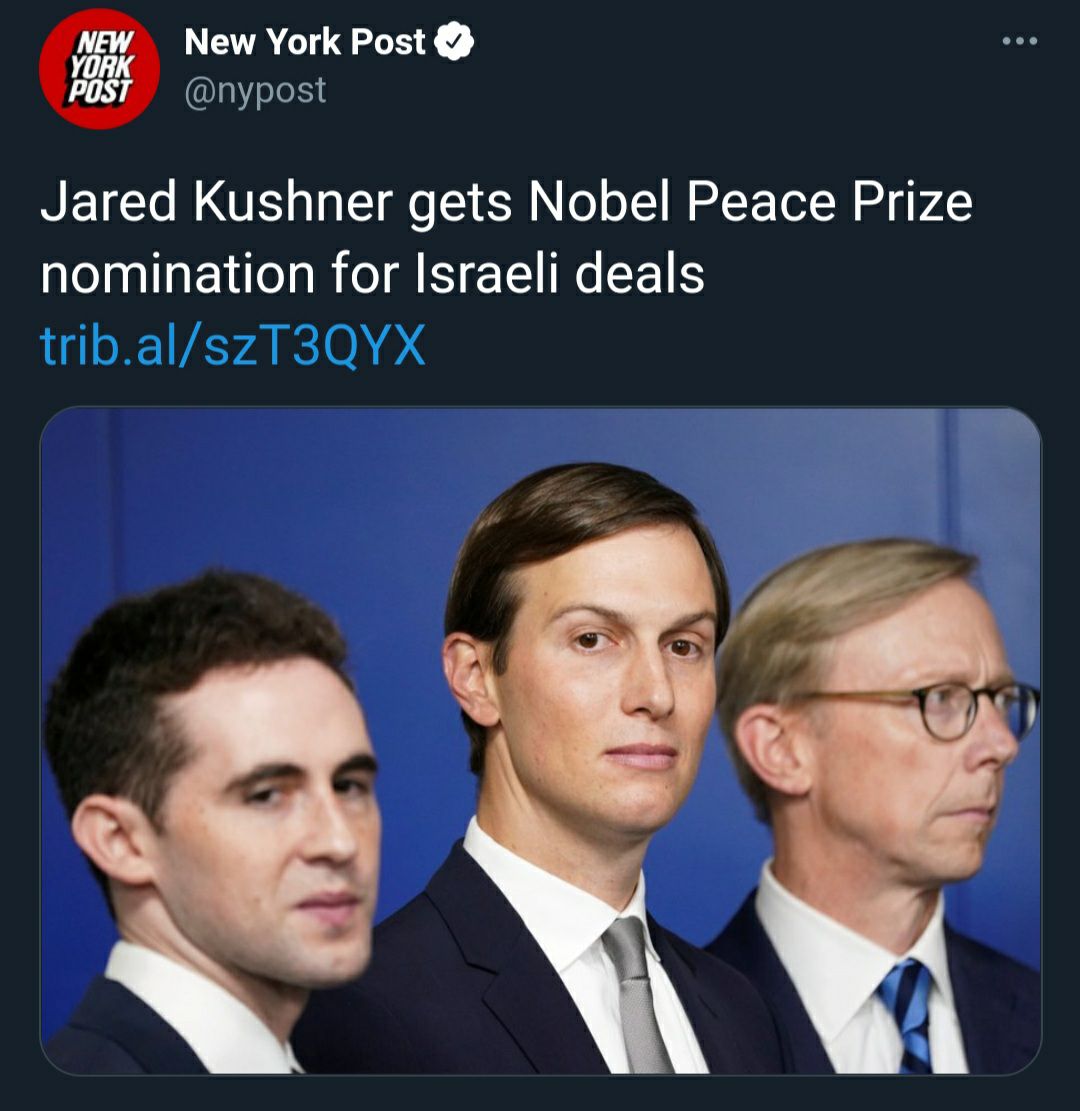 NEW
YORK
POST
New York Post
@nypost
Jared Kushner gets Nobel Peace Prize
nomination for Israeli deals
trib.al/szT3QYX